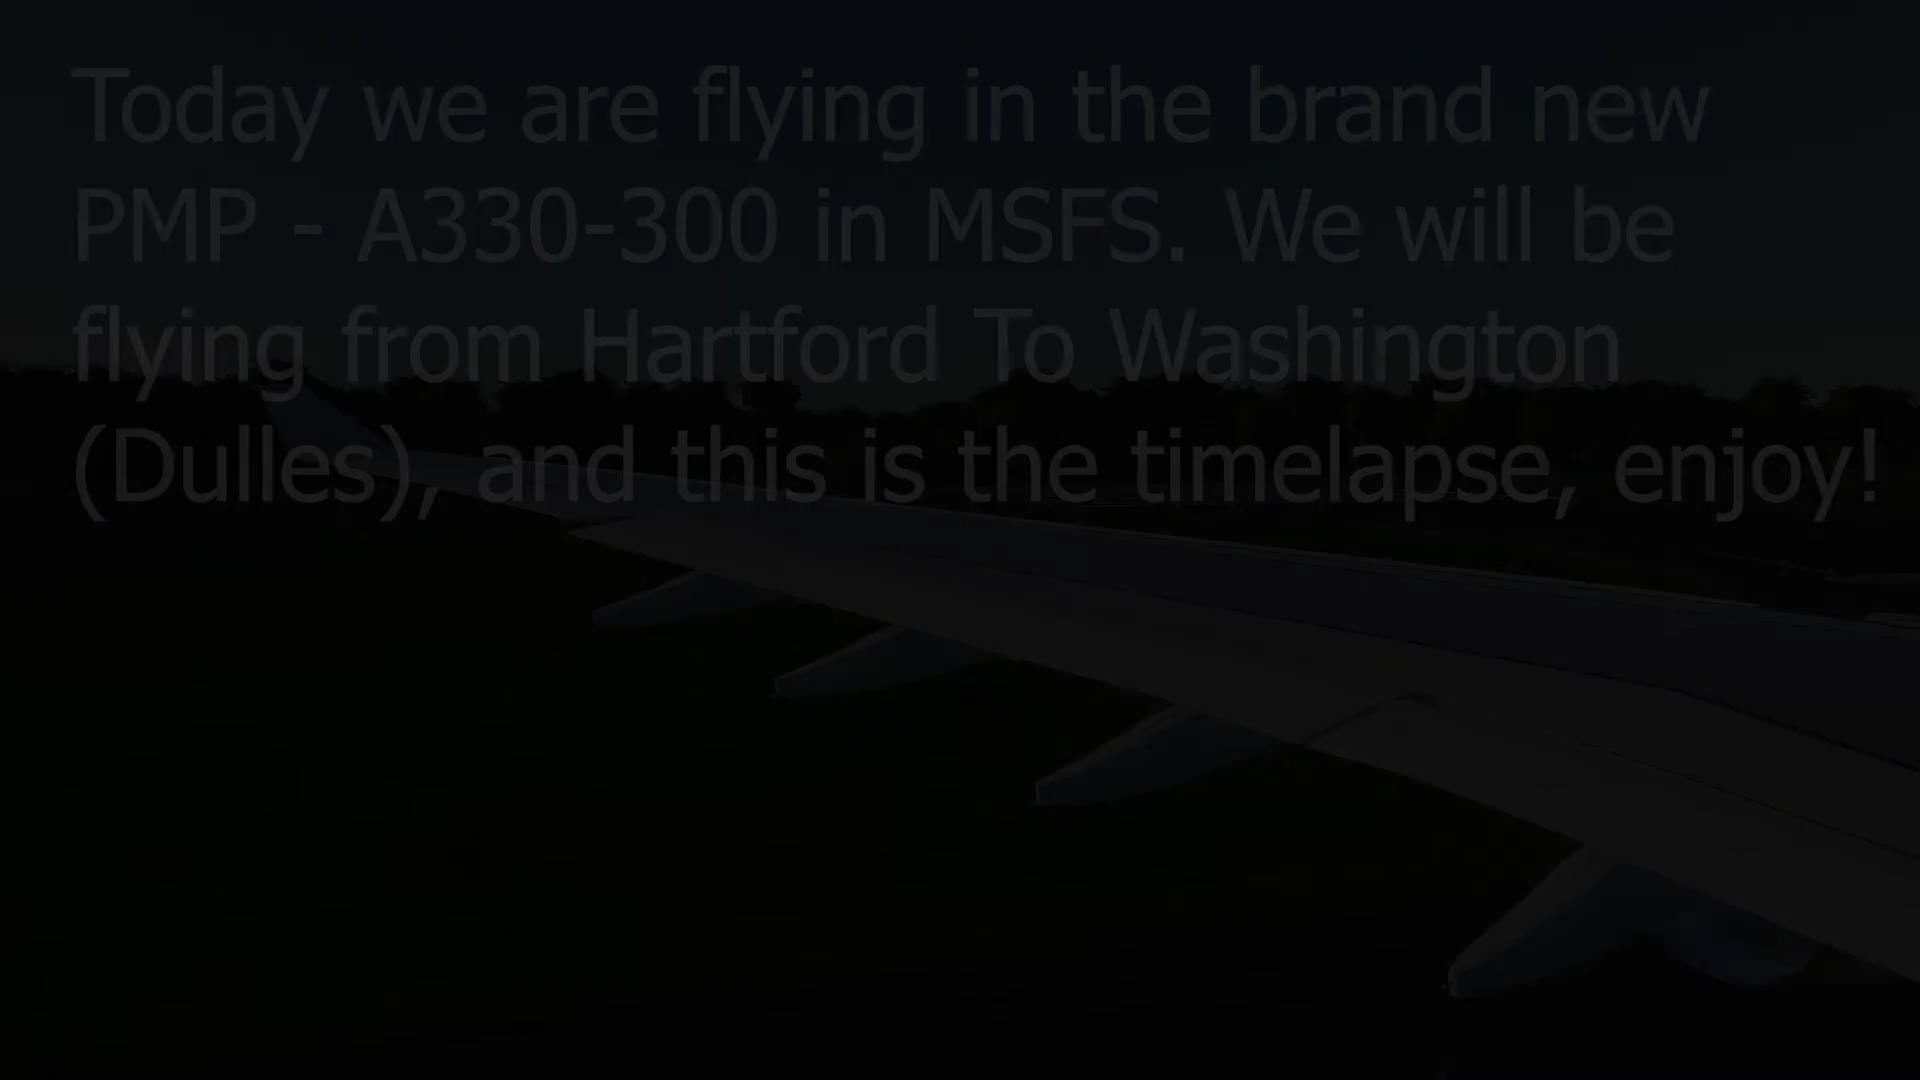 Today we are flying in the brand new
PMP - A330-300 in MSFS. We will be
flying from Hartford To Washington
(Dulles), and this is the timelapse, enjoy!